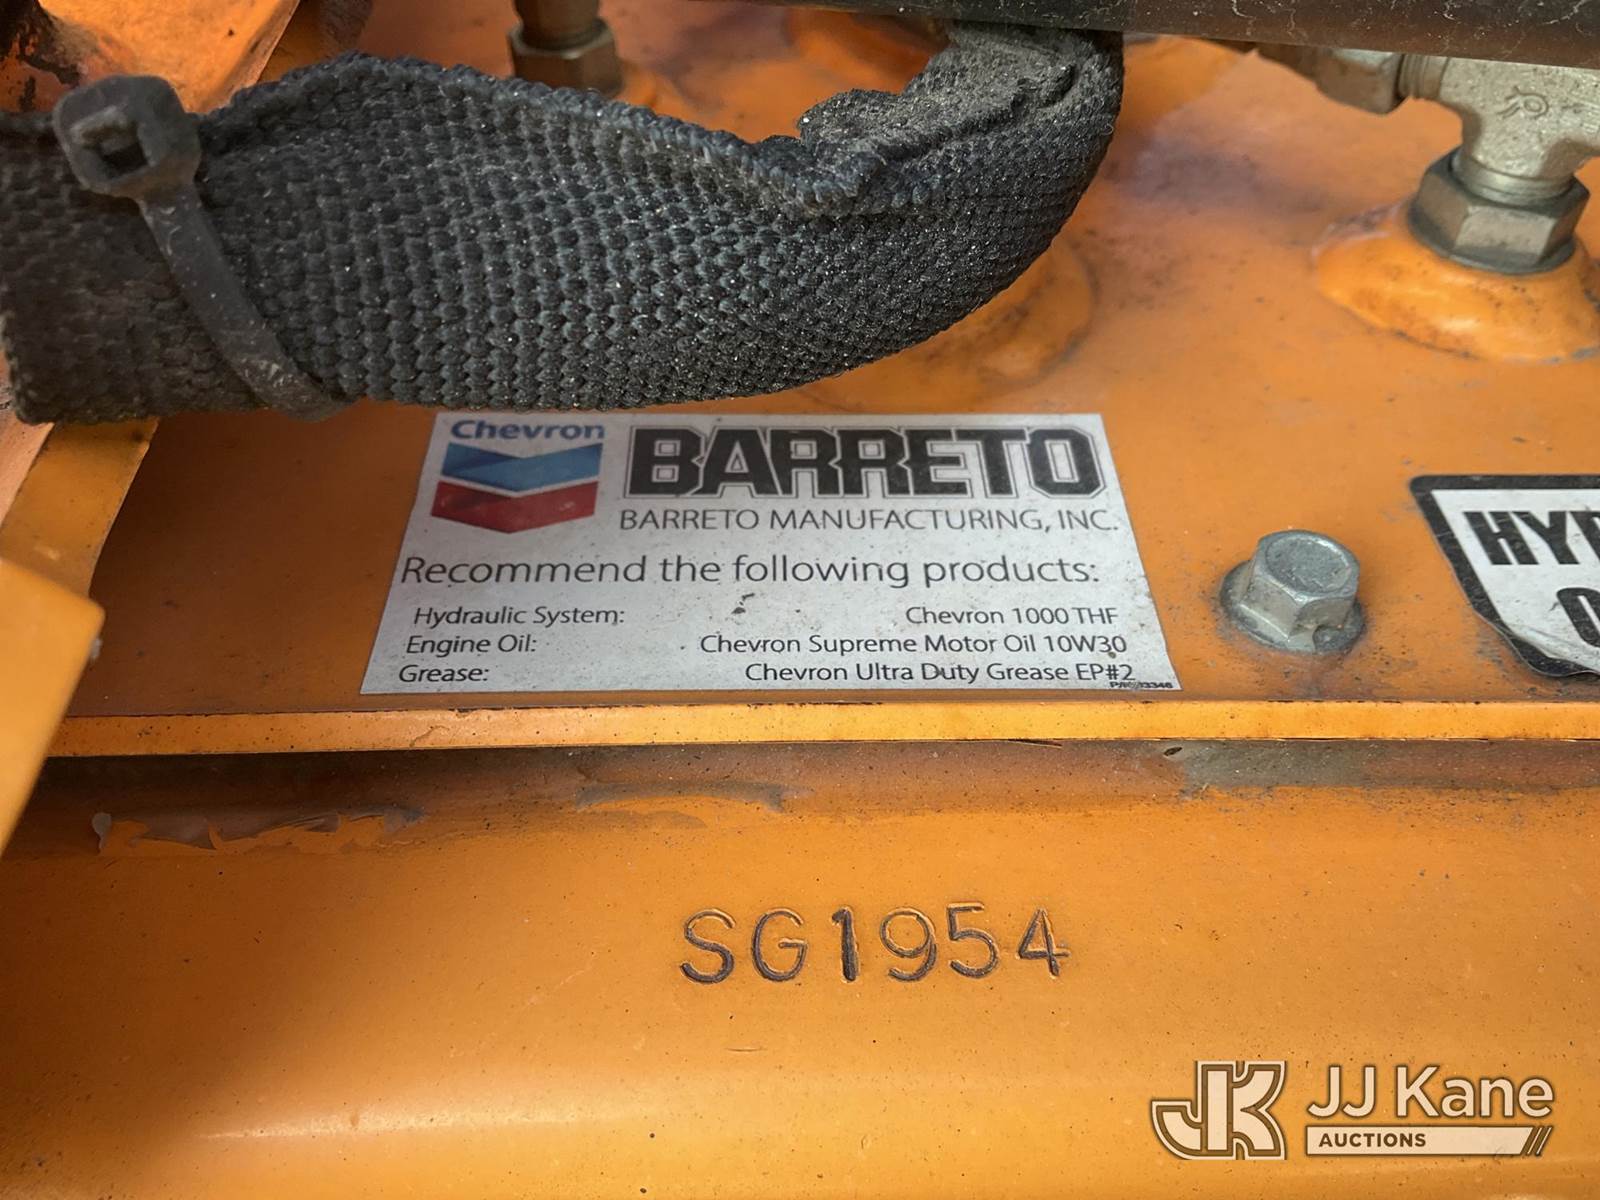 Chevron
BARRETO
BARRETO MANUFACTURING, INC.
Recommend the following products:
Hydraulic System: Chevron 1000 THF
Engine Oil: Chevron Supreme Motor Oil 10W30
Grease: Chevron Ultra Duty Grease EP#2
HYD
SG1954
JJ Kane
AUCTIONS